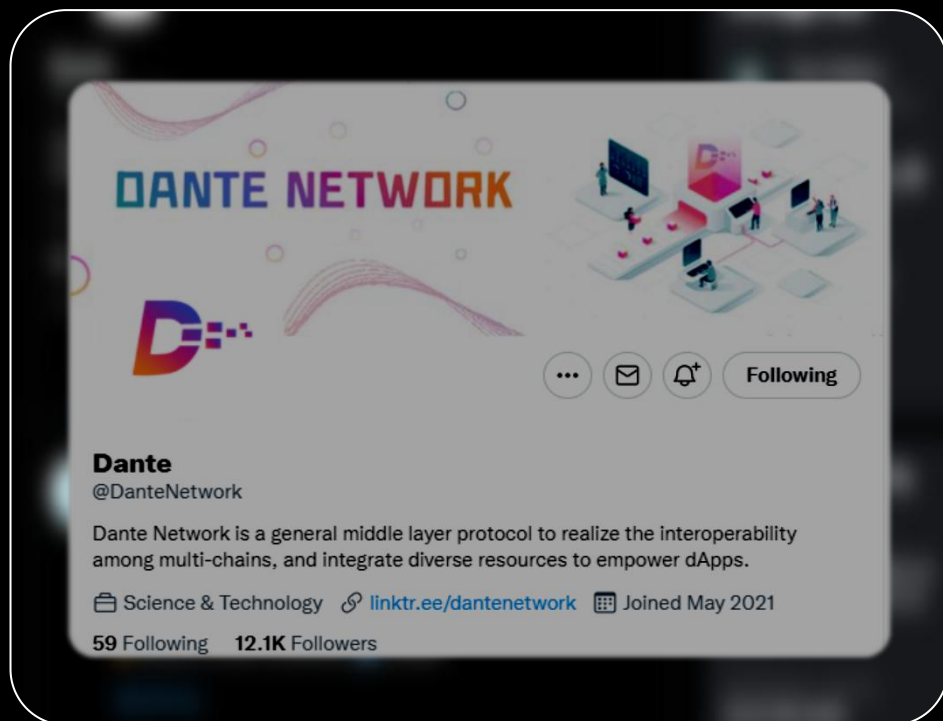 DANTE NETWORK
Following
Dante
@DanteNetwork
Dante Network is a general middle layer protocol to realize the interoperability
among multi-chains, and integrate diverse resources to empower dApps.
Science & Technology linktr.ee/dantenetwork Joined May 2021
59 Following 12.1K Followers